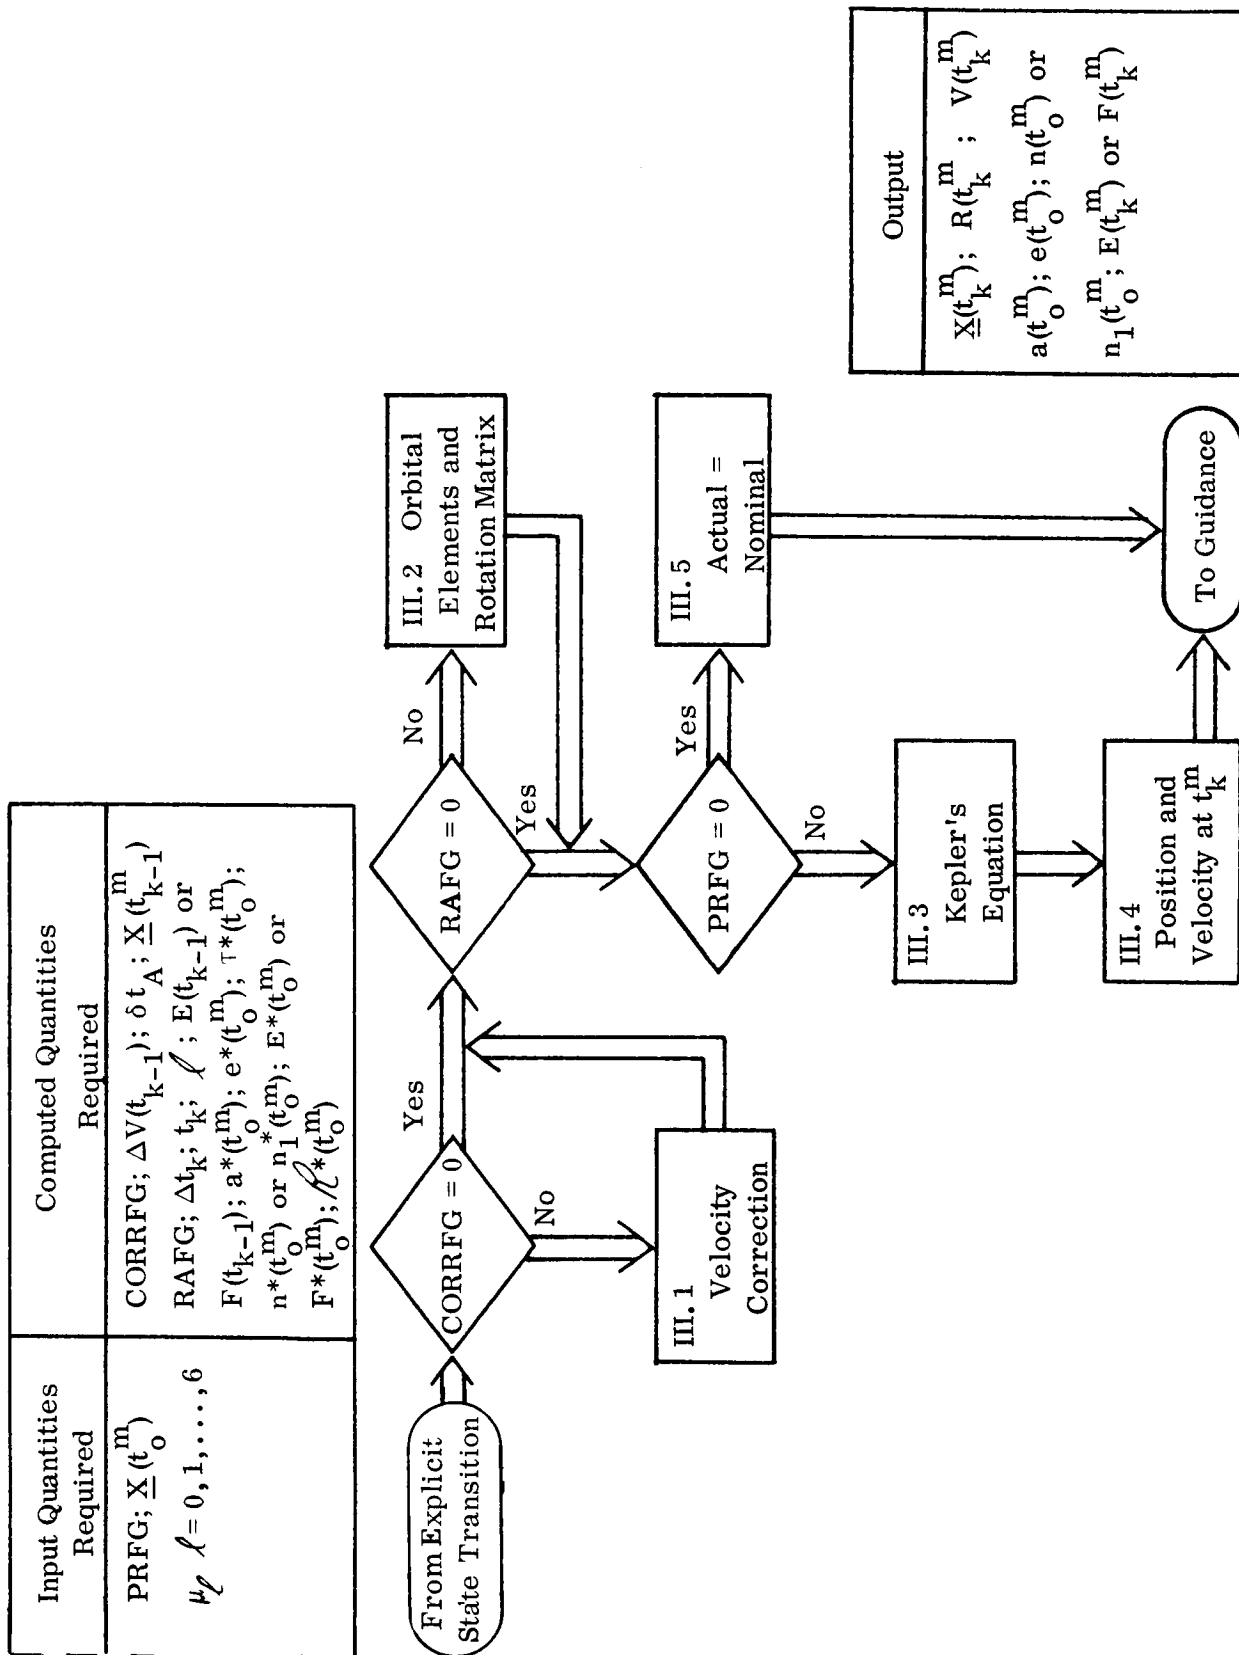 Input Quantities
Required
PRFG; X(t_o^m)
μ_ℓ ℓ = 0, 1, . . . , 6
Computed Quantities
Required
CORRFG; ΔV(t_{k-1}); δt_A; X(t_{k-1}^m)
RAFG; Δt_k; t_k; ℓ; E(t_{k-1}) or
F(t_{k-1}); a*(t_o^m); e*(t_o^m); T*(t_o^m);
n*(t_o^m) or n_1*(t_o^m); E*(t_o^m) or
F*(t_o^m); R*(t_o^m)
From Explicit
State Transition
CORRFG = 0
Yes
No
III. 1
Velocity
Correction
RAFG = 0
No
Yes
III. 2 Orbital
Elements and
Rotation Matrix
PRFG = 0
Yes
No
III. 5
Actual =
Nominal
III. 3
Kepler's
Equation
III. 4
Position and
Velocity at t_k^m
To Guidance
Output
X(t_k^m); R(t_k^m ; V(t_k^m)
a(t_o^m); e(t_o^m); n(t_o^m) or
n_1(t_o^m; E(t_k^m) or F(t_k^m)